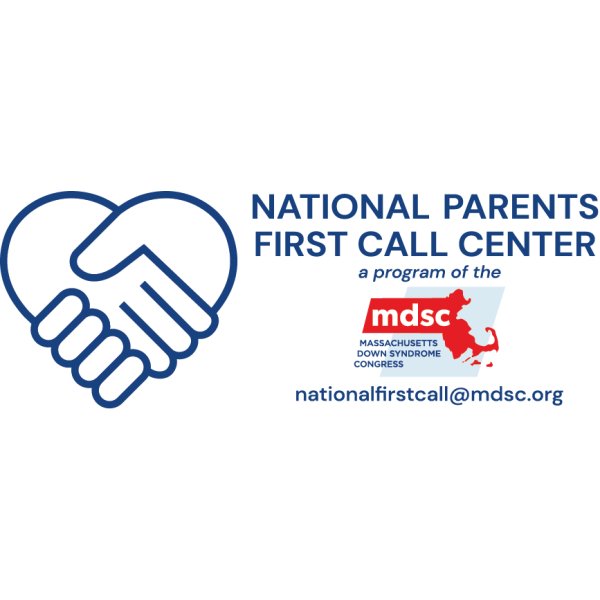 NATIONAL PARENTS
FIRST CALL CENTER
a program of the
mdsc
MASSACHUSETTS
DOWN SYNDROME
CONGRESS
nationalfirstcall@mdsc.org